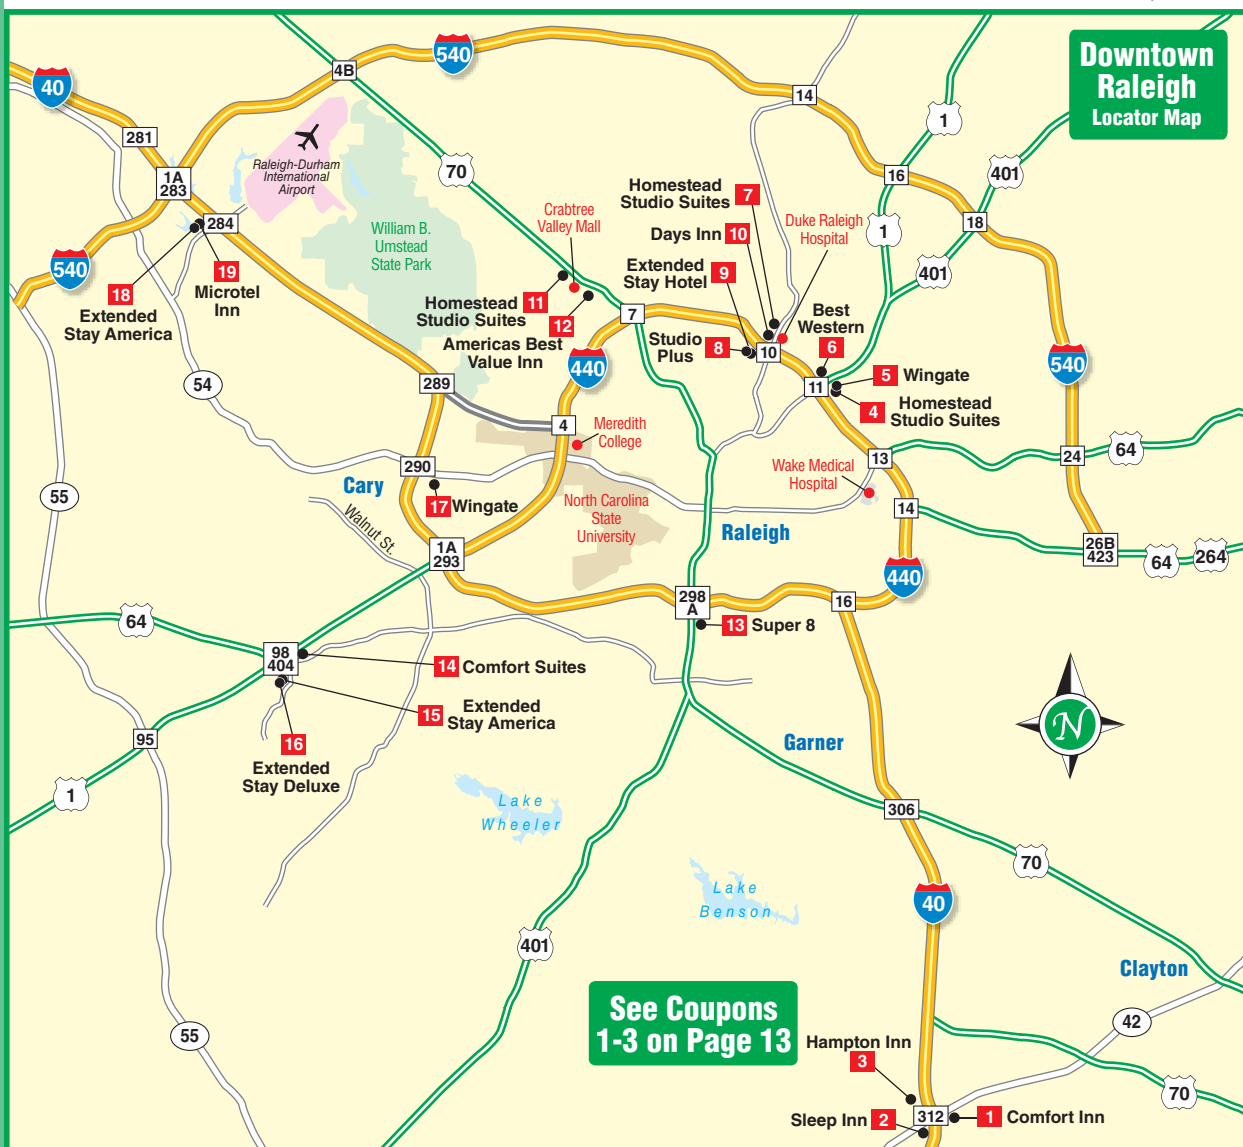 Downtown
Raleigh
Locator Map
540
40
4B
14
281
1
70
1A
283
Raleigh-Durham
International
Airport
16
401
284
William B.
Umstead
State Park
Crabtree
Valley Mall
Homestead
Studio Suites 7
Days Inn 10
Duke Raleigh
Hospital
1
18
401
540
19
Microtel
Inn
18
Extended
Stay America
Extended
Stay Hotel 9
Homestead
Studio Suites 11
12
Americas Best
Value Inn
7
Best
Western
6
Studio
Plus 8
10
440
540
54
289
11
5 Wingate
4 Homestead
Studio Suites
4
Meredith
College
64
290
13
24
Cary
17 Wingate
Wake Medical
Hospital
55
North Carolina
State
University
14
Walnut St.
Raleigh
1A
293
26B
423
64
264
440
298
A
16
64
13 Super 8
98
404
14 Comfort Suites
15 Extended
Stay America
16
Extended
Stay Deluxe
95
N
Garner
1
Lake
Wheeler
306
70
Lake
Benson
40
401
Clayton
See Coupons
1-3 on Page 13
42
55
Hampton Inn
3
70
Sleep Inn 2
312
1 Comfort Inn